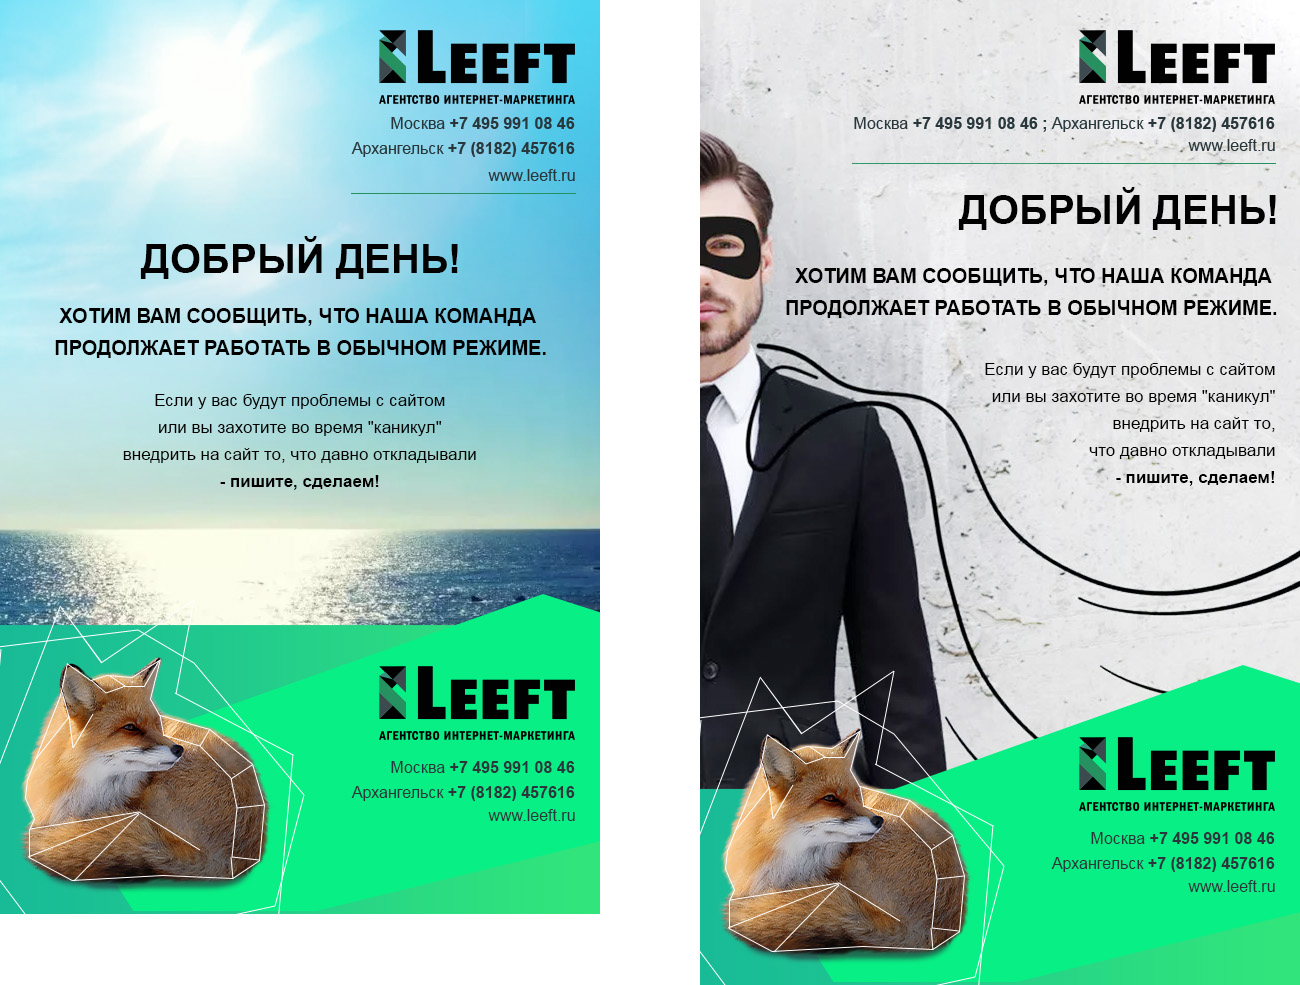 LEEFT
АГЕНТСТВО ИНТЕРНЕТ-МАРКЕТИНГА
Москва +7 495 991 08 46
Архангельск +7 (8182) 457616
www.leeft.ru
ДОБРЫЙ ДЕНЬ!
ХОТИМ ВАМ СООБЩИТЬ, ЧТО НАША КОМАНДА
ПРОДОЛЖАЕТ РАБОТАТЬ В ОБЫЧНОМ РЕЖИМЕ.
Если у вас будут проблемы с сайтом
или вы захотите во время "каникул"
внедрить на сайт то, что давно откладывали
- пишите, сделаем!
LEEFT
АГЕНТСТВО ИНТЕРНЕТ-МАРКЕТИНГА
Москва +7 495 991 08 46
Архангельск +7 (8182) 457616
www.leeft.ru
LEEFT
АГЕНТСТВО ИНТЕРНЕТ-МАРКЕТИНГА
Москва +7 495 991 08 46 ; Архангельск +7 (8182) 457616
www.leeft.ru
ДОБРЫЙ ДЕНЬ!
ХОТИМ ВАМ СООБЩИТЬ, ЧТО НАША КОМАНДА
ПРОДОЛЖАЕТ РАБОТАТЬ В ОБЫЧНОМ РЕЖИМЕ.
Если у вас будут проблемы с сайтом
или вы захотите во время "каникул"
внедрить на сайт то,
что давно откладывали
- пишите, сделаем!
LEEFT
АГЕНТСТВО ИНТЕРНЕТ-МАРКЕТИНГА
Москва +7 495 991 08 46
Архангельск +7 (8182) 457616
www.leeft.ru